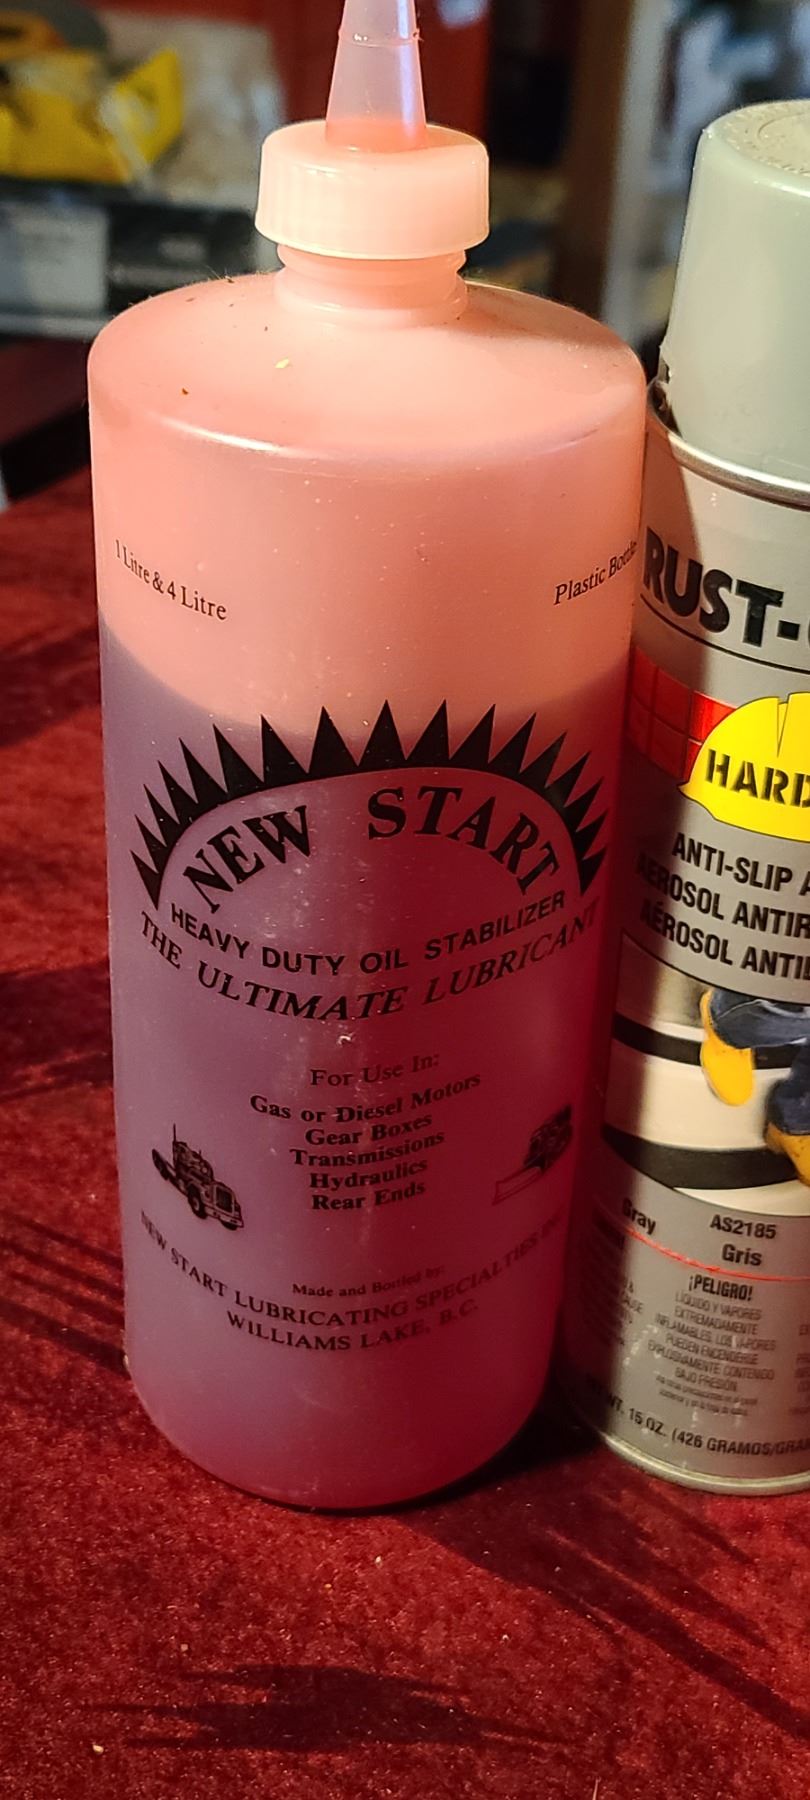 1 Litre & 4 Litre
Plastic Bottle
NEW START
HEAVY DUTY OIL STABILIZER
THE ULTIMATE LUBRICANT
For Use In:
Gas or Diesel Motors
Gear Boxes
Transmissions
Hydraulics
Rear Ends
Made and Bottled by:
NEW START LUBRICATING SPECIALTIES
WILLIAMS LAKE, B.C.
RUST-
HARD
ANTI-SLIP
AEROSOL
AÉROSOL
Gray
AS2185
Gris
¡PELIGRO!
LÍQUIDO Y VAPORES
EXTREMADAMENTE
INFLAMABLES. LOS VAPORES
PUEDEN ENCENDERSE
EXPLOSIVAMENTE. CONTENIDO
BAJO PRESIÓN.
WT. 15 OZ. (426 GRAMOS/